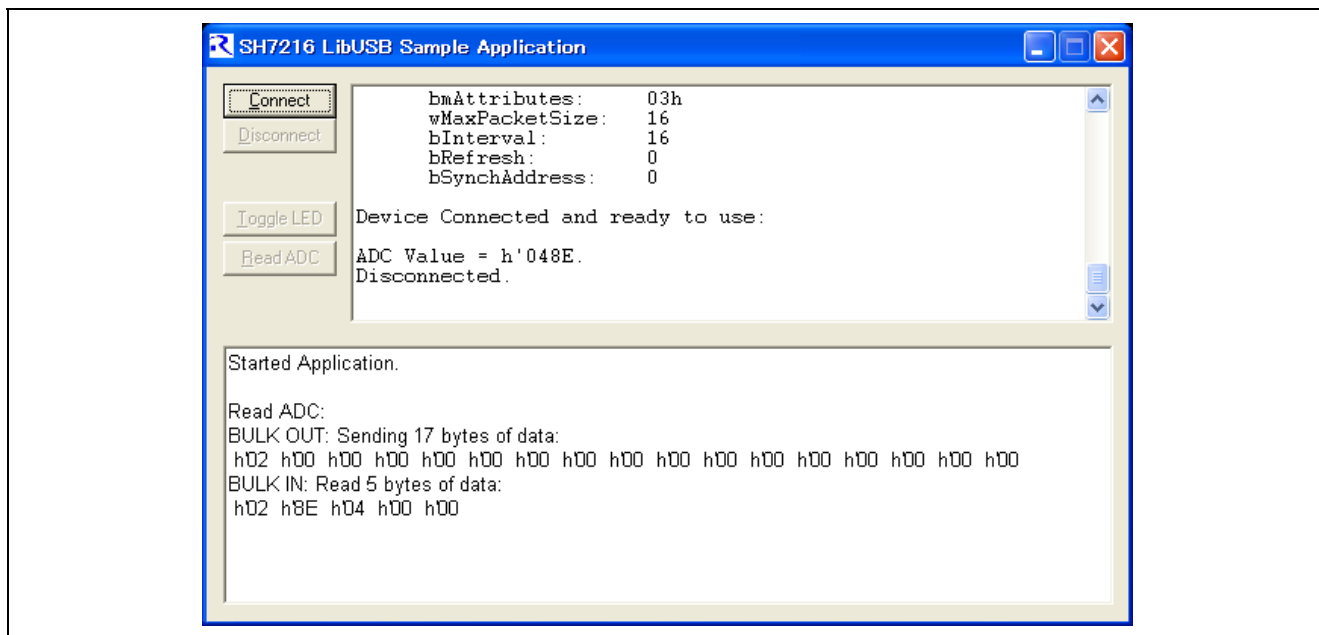 SH7216 LibUSB Sample Application
Connect
Disconnect
Toggle LED
Read ADC
bmAttributes: 03h
wMaxPacketSize: 16
bInterval: 16
bRefresh: 0
bSynchAddress: 0
Device Connected and ready to use:
ADC Value = h'048E.
Disconnected.
Started Application.
Read ADC:
BULK OUT: Sending 17 bytes of data:
h'02 h'00 h'00 h'00 h'00 h'00 h'00 h'00 h'00 h'00 h'00 h'00 h'00 h'00 h'00 h'00 h'00
BULK IN: Read 5 bytes of data:
h'02 h'8E h'04 h'00 h'00